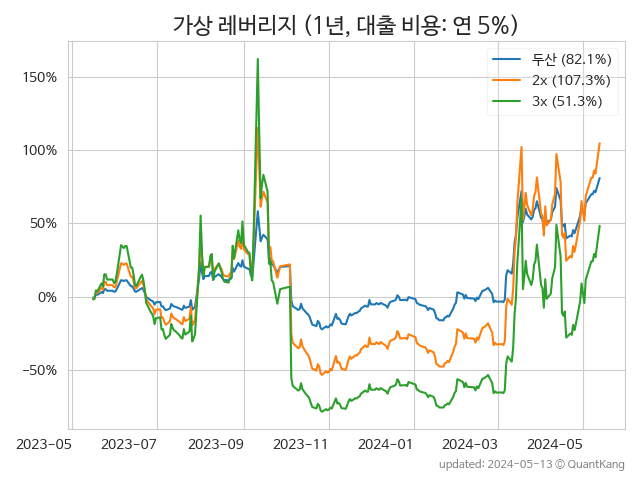 가상 레버리지 (1년, 대출 비용: 연 5%)
두산 (82.1%)
2x (107.3%)
3x (51.3%)
150%
100%
50%
0%
−50%
2023-05 2023-07 2023-09 2023-11 2024-01 2024-03 2024-05
updated: 2024-05-13 ⓒ QuantKang